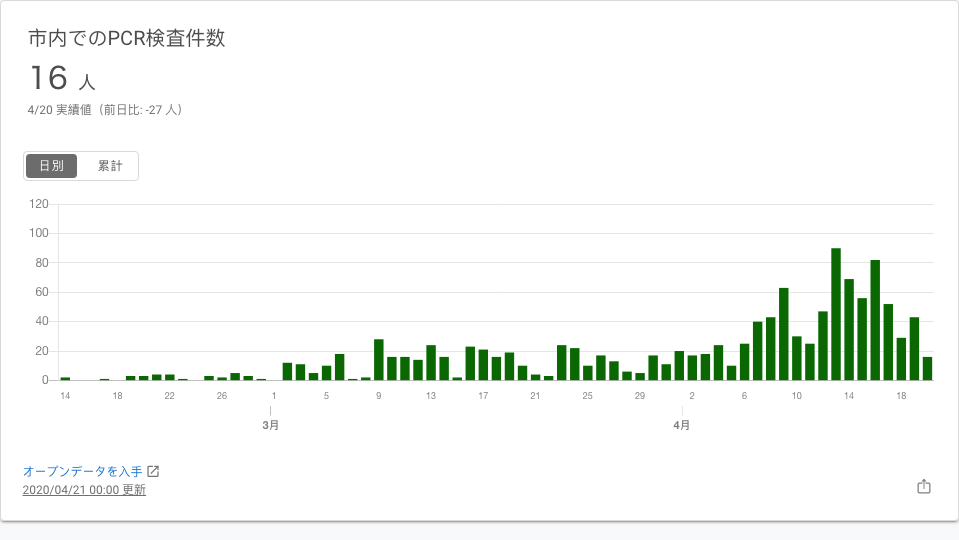 市内でのPCR検査件数
16 人
4/20 実績値（前日比: -27 人）
日別 累計
120
100
80
60
40
20
0
14 18 22 26 1 5 9 13 17 21 25 29 2 6 10 14 18
3月 4月
オープンデータを入手
2020/04/21 00:00 更新